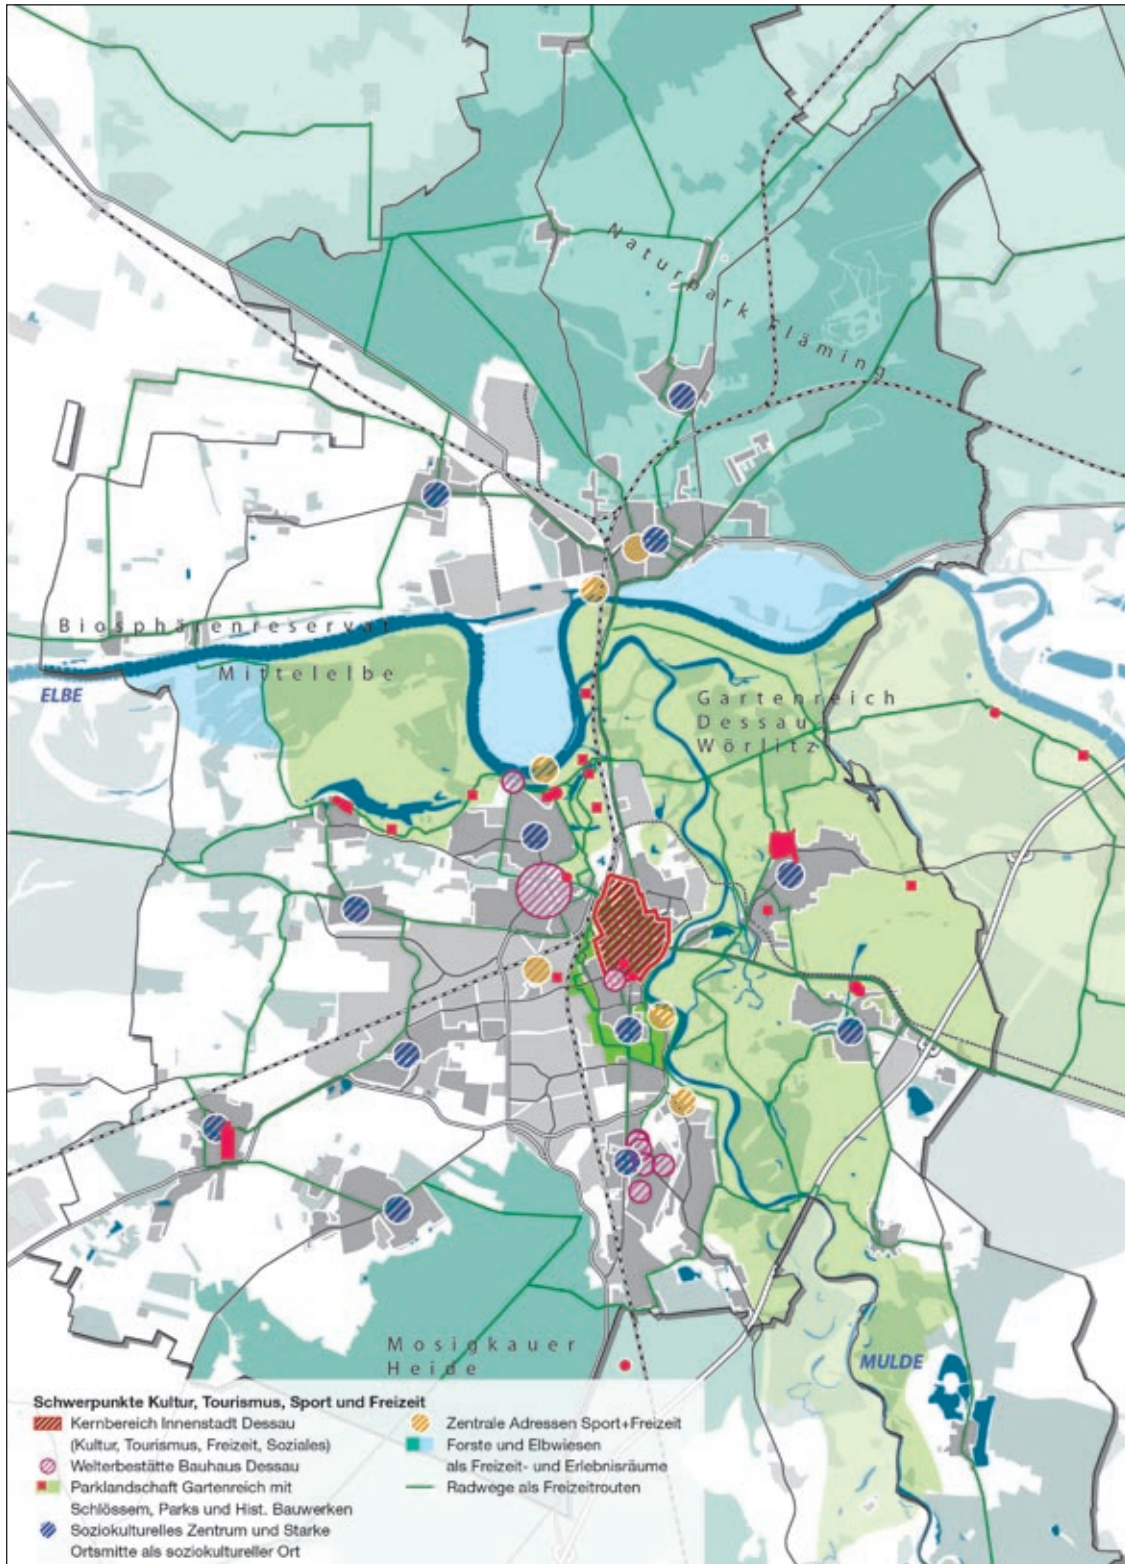 Naturpark Fläming
Biosphärenreservat
Mittelelbe
ELBE
Gartenreich
Dessau
Wörlitz
Mosigkauer
Heide
MULDE
Schwerpunkte Kultur, Tourismus, Sport und Freizeit
Kernbereich Innenstadt Dessau
(Kultur, Tourismus, Freizeit, Soziales)
Welterbestätte Bauhaus Dessau
Parklandschaft Gartenreich mit
Schlössern, Parks und Hist. Bauwerken
Soziokulturelles Zentrum und Starke
Ortsmitte als soziokultureller Ort
Zentrale Adressen Sport+Freizeit
Forste und Elbwiesen
als Freizeit- und Erlebnisräume
Radwege als Freizeitrouten